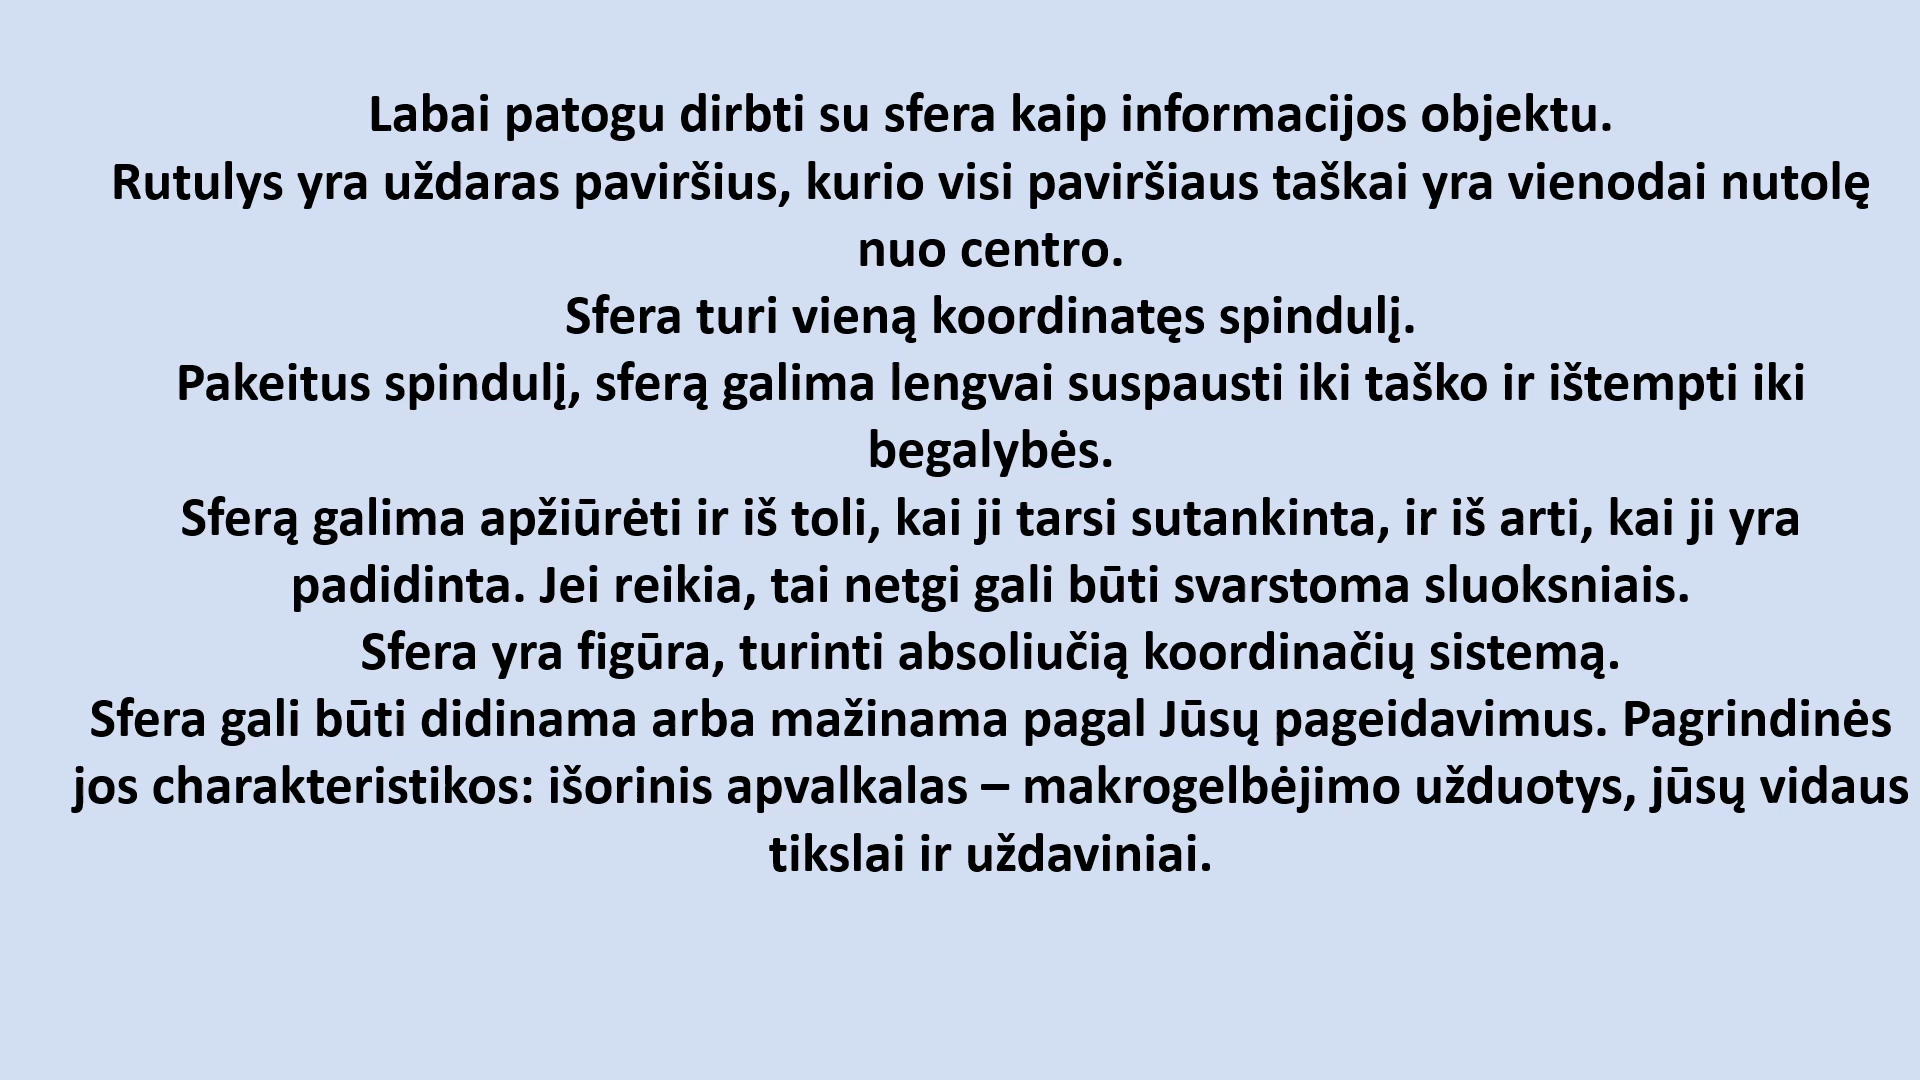 Labai patogu dirbti su sfera kaip informacijos objektu.
Rutulys yra uždaras paviršius, kurio visi paviršiaus taškai yra vienodai nutolę
nuo centro.
Sfera turi vieną koordinatęs spindulį.
Pakeitus spindulį, sferą galima lengvai suspausti iki taško ir ištempti iki
begalybės.
Sferą galima apžiūrėti ir iš toli, kai ji tarsi sutankinta, ir iš arti, kai ji yra
padidinta. Jei reikia, tai netgi gali būti svarstoma sluoksniais.
Sfera yra figūra, turinti absoliučią koordinačių sistemą.
Sfera gali būti didinama arba mažinama pagal Jūsų pageidavimus. Pagrindinės
jos charakteristikos: išorinis apvalkalas – makrogelbėjimo užduotys, jūsų vidaus
tikslai ir uždaviniai.